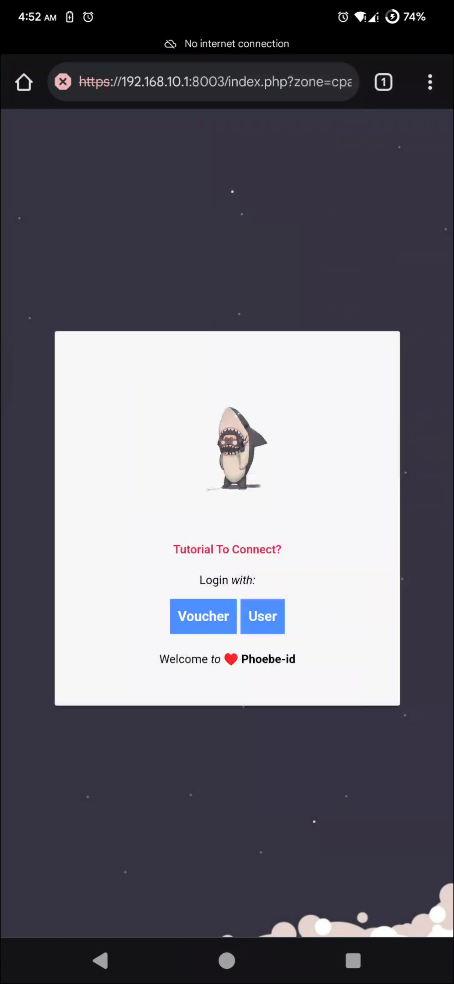 4:52 AM 74%
No internet connection
https://192.168.10.1:8003/index.php?zone=cpa 1
Tutorial To Connect?
Login with:
Voucher User
Welcome to ❤ Phoebe-id